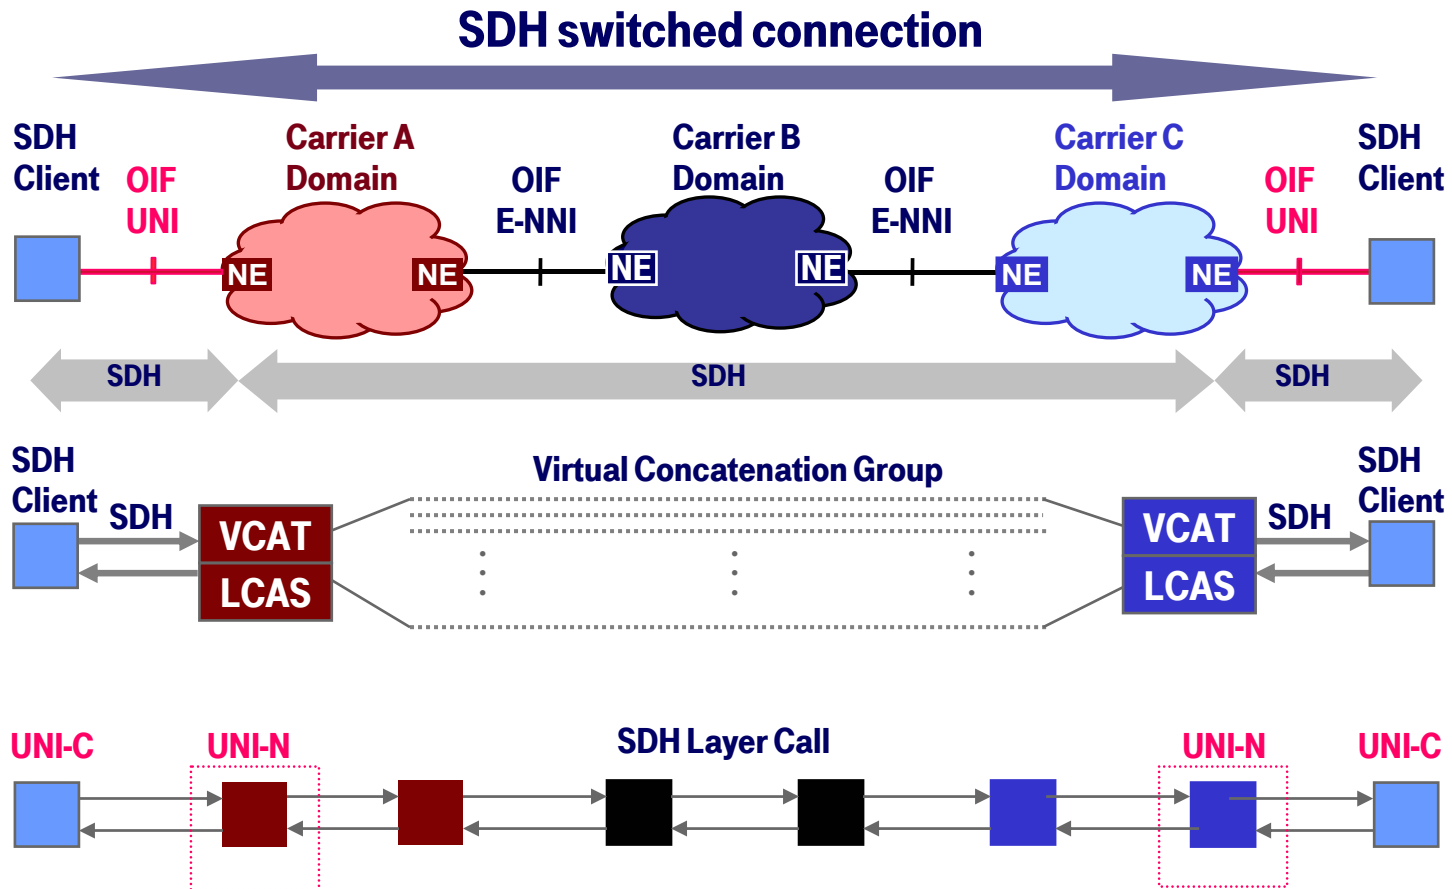 SDH switched connection
SDH
Client
OIF
UNI
Carrier A
Domain
OIF
E-NNI
Carrier B
Domain
OIF
E-NNI
Carrier C
Domain
OIF
UNI
SDH
Client
NE
NE
NE
NE
NE
NE
SDH
SDH
SDH
SDH
Client
SDH
VCAT
LCAS
Virtual Concatenation Group
VCAT
LCAS
SDH
SDH
Client
UNI-C
UNI-N
SDH Layer Call
UNI-N
UNI-C